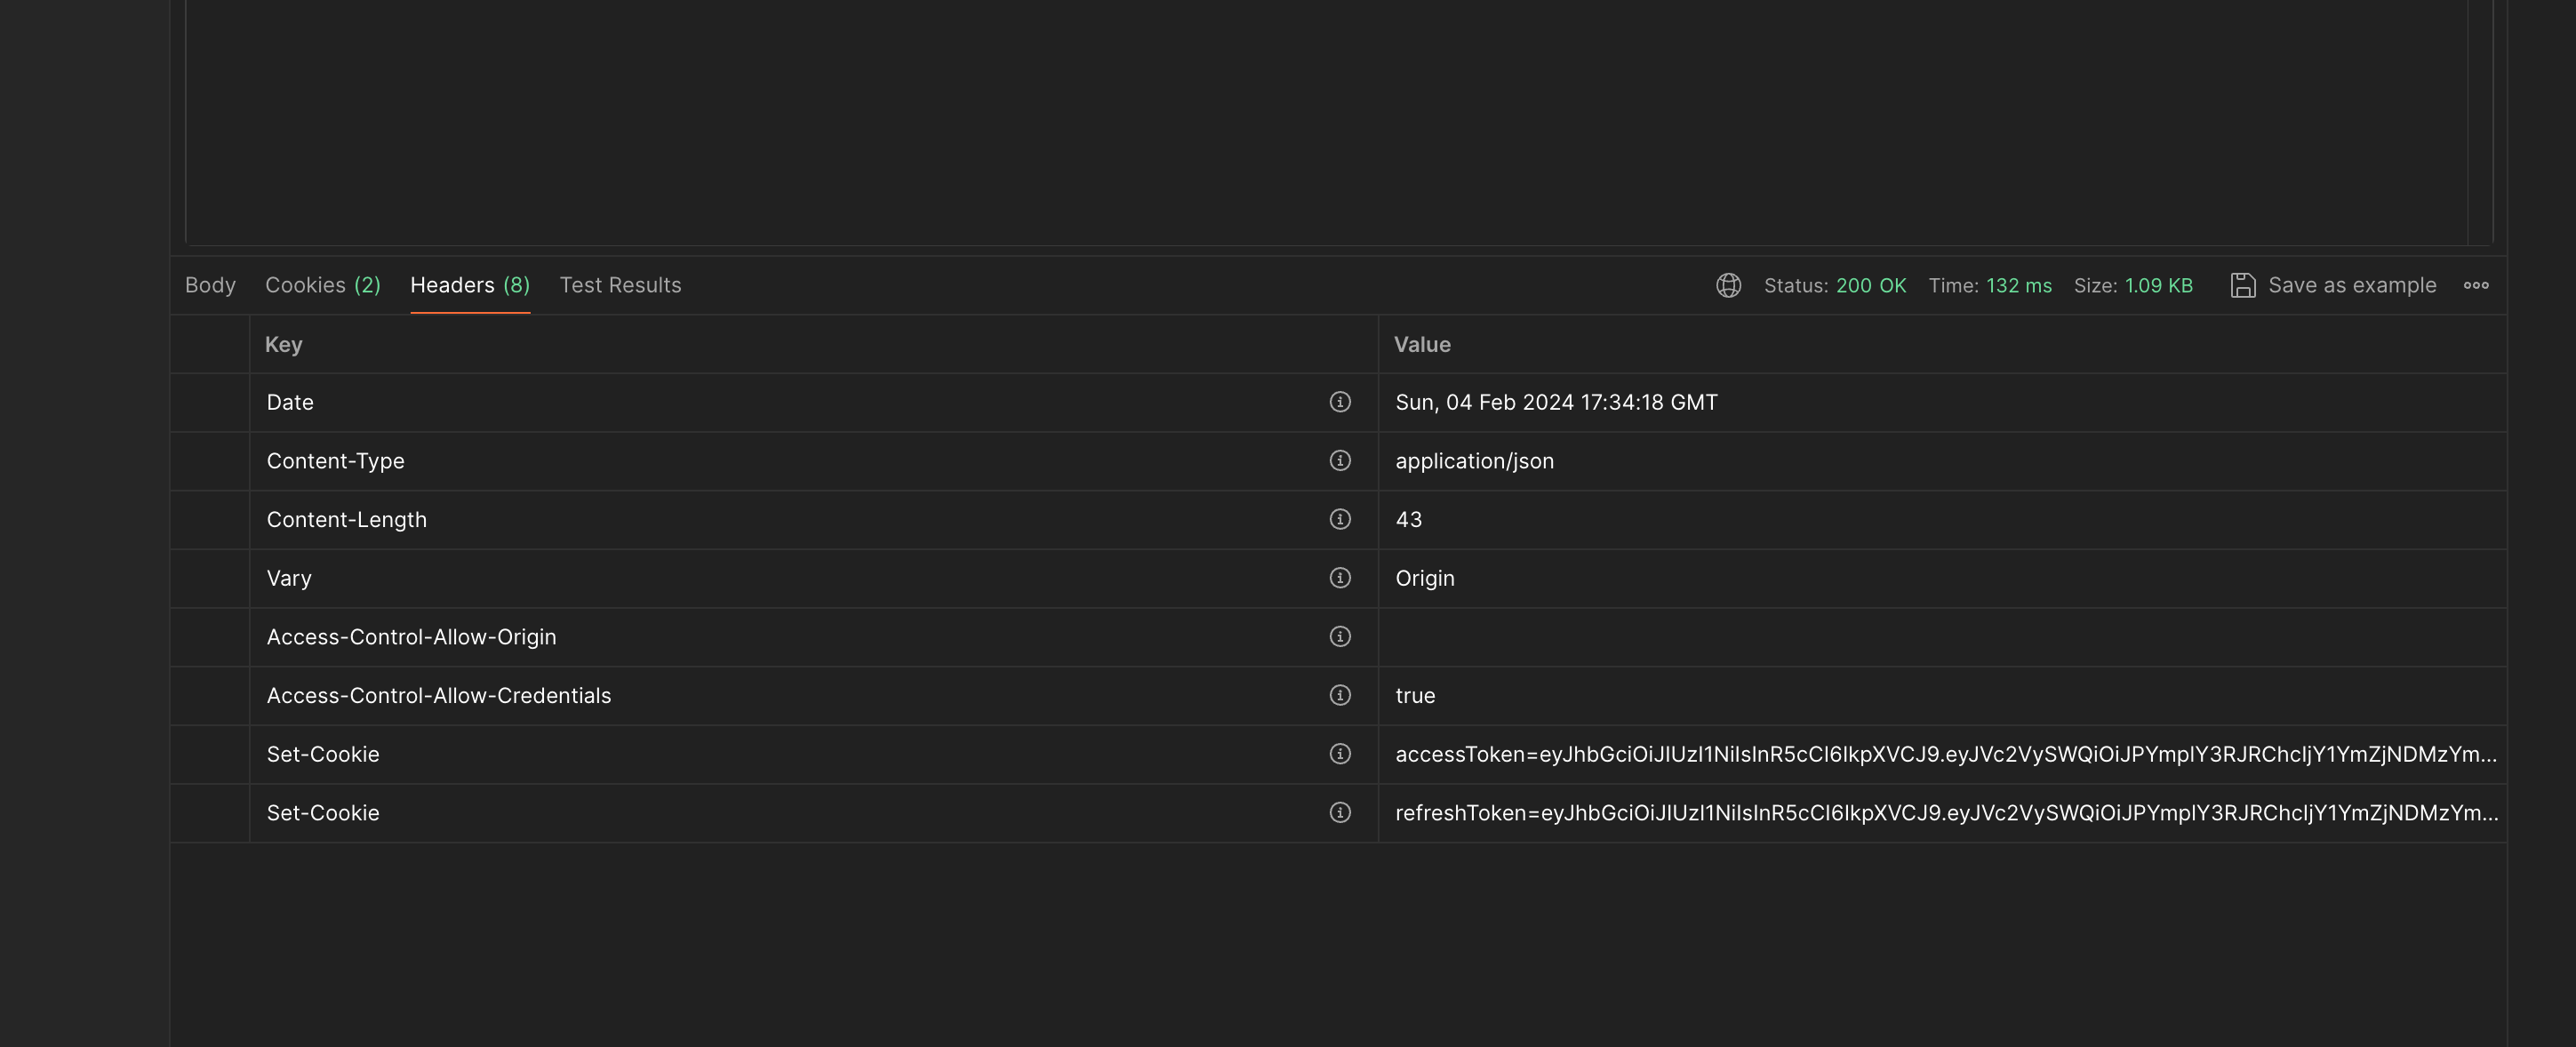 Body Cookies (2) Headers (8) Test Results Status: 200 OK Time: 132 ms Size: 1.09 KB Save as example
Key Value
Date Sun, 04 Feb 2024 17:34:18 GMT
Content-Type application/json
Content-Length 43
Vary Origin
Access-Control-Allow-Origin
Access-Control-Allow-Credentials true
Set-Cookie accessToken=eyJhbGciOiJIUzI1NiIsInR5cCI6IkpXVCJ9.eyJVc2VySWQiOiJPYmplY3RJRChcIjY1YmZjNDMzYm...
Set-Cookie refreshToken=eyJhbGciOiJIUzI1NiIsInR5cCI6IkpXVCJ9.eyJVc2VySWQiOiJPYmplY3RJRChcIjY1YmZjNDMzYm...